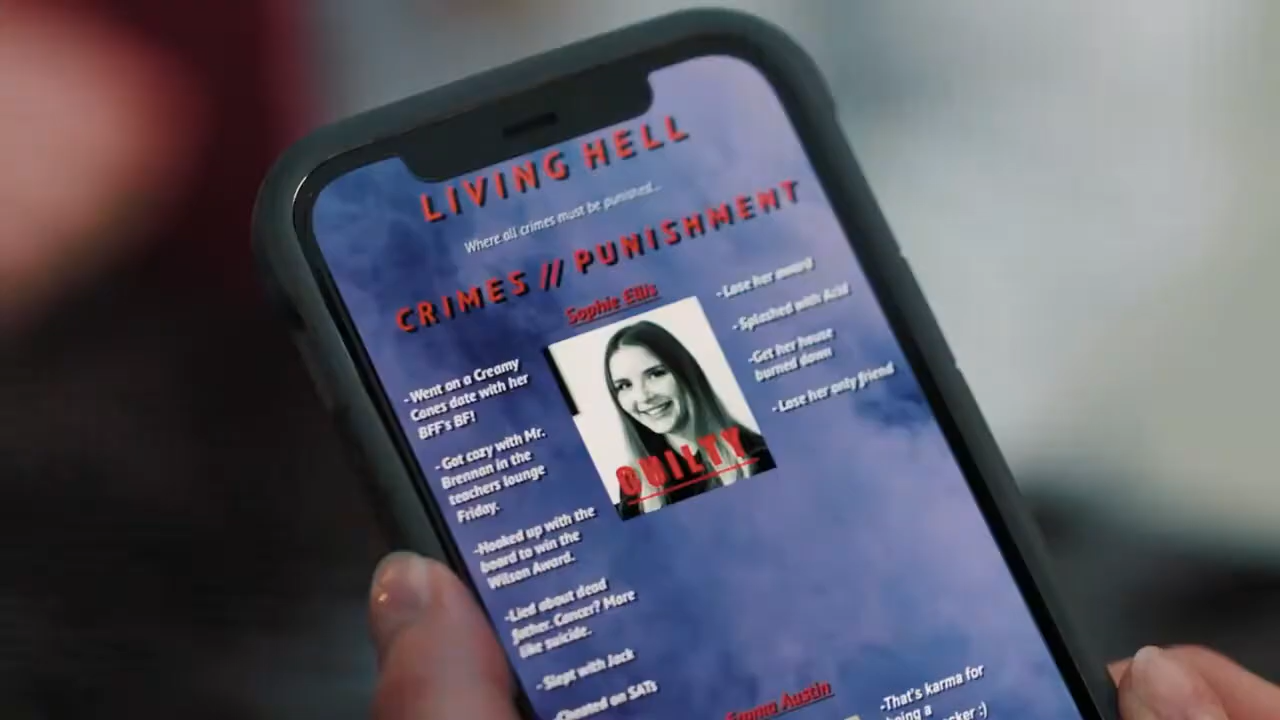 LIVING HELL
Where all crimes must be punished...
CRIMES // PUNISHMENT
Sophie Ellis
-Went on a Creamy
Canes date with her
BFF's BF!
-Got cozy with Mr.
Brennan in the
teachers lounge
Friday.
-Hooked up with the
board to win the
Wilson Award.
-Lied about dead
father. Cancer? More
like suicide.
-Slept with Jack
-Cheated on SATs
GUILTY
-Lose her award
-Splashed with Acid
-Get her house
burned down
-Lose her only friend
Emma Austin
-That's karma for
being a
:)